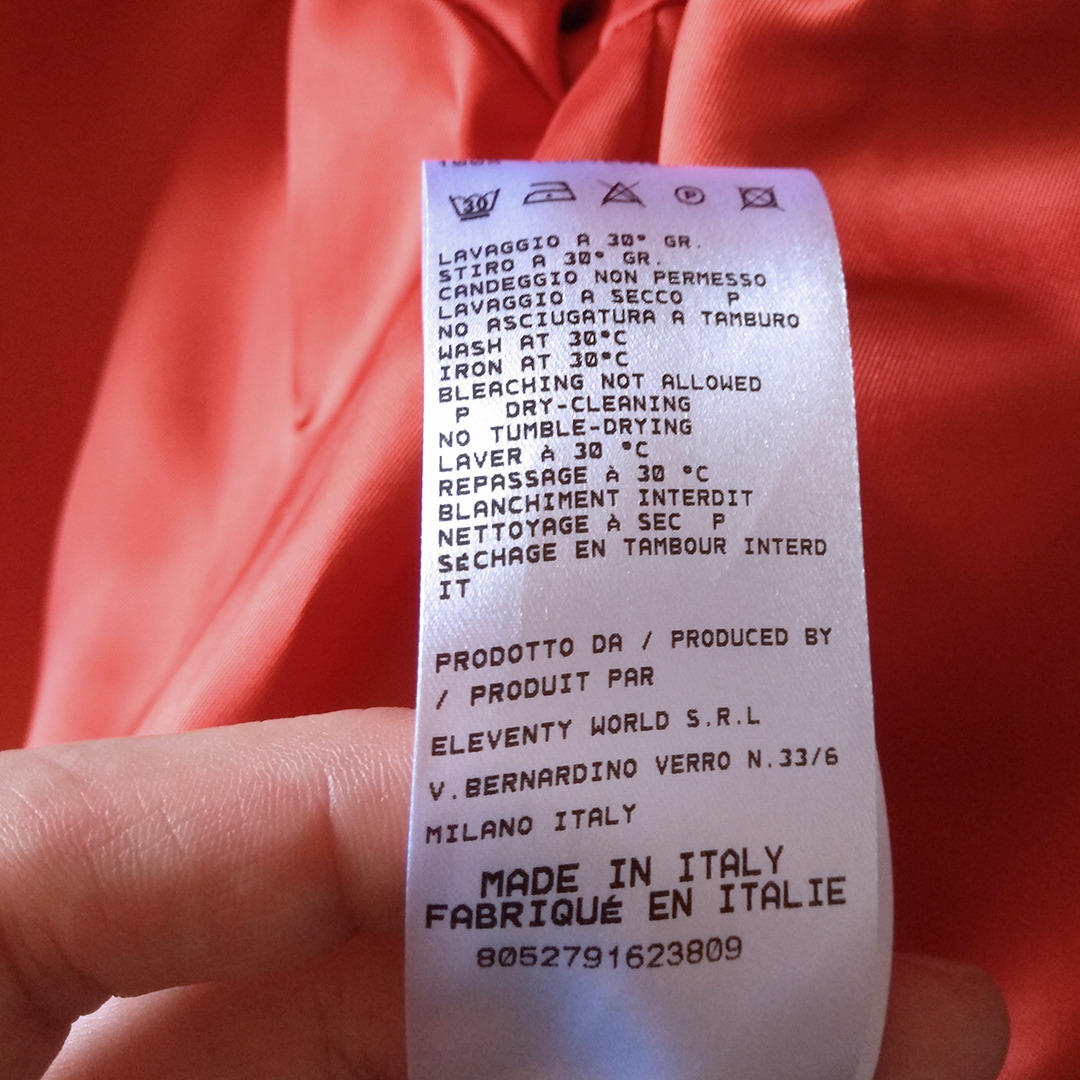 30
P
LAVAGGIO A 30° GR.
STIRO A 30° GR.
CANDEGGIO NON PERMESSO
LAVAGGIO A SECCO P
NO ASCIUGATURA A TAMBURO
WASH AT 30°C
IRON AT 30°C
BLEACHING NOT ALLOWED
P DRY-CLEANING
NO TUMBLE-DRYING
LAVER à 30 °C
REPASSAGE à 30 °C
BLANCHIMENT INTERDIT
NETTOYAGE à SEC P
SéCHAGE EN TAMBOUR INTERD
IT
PRODOTTO DA / PRODUCED BY
/ PRODUIT PAR
ELEVENTY WORLD S.R.L
V.BERNARDINO VERRO N.33/6
MILANO ITALY
MADE IN ITALY
FABRIQUé EN ITALIE
8052791623809